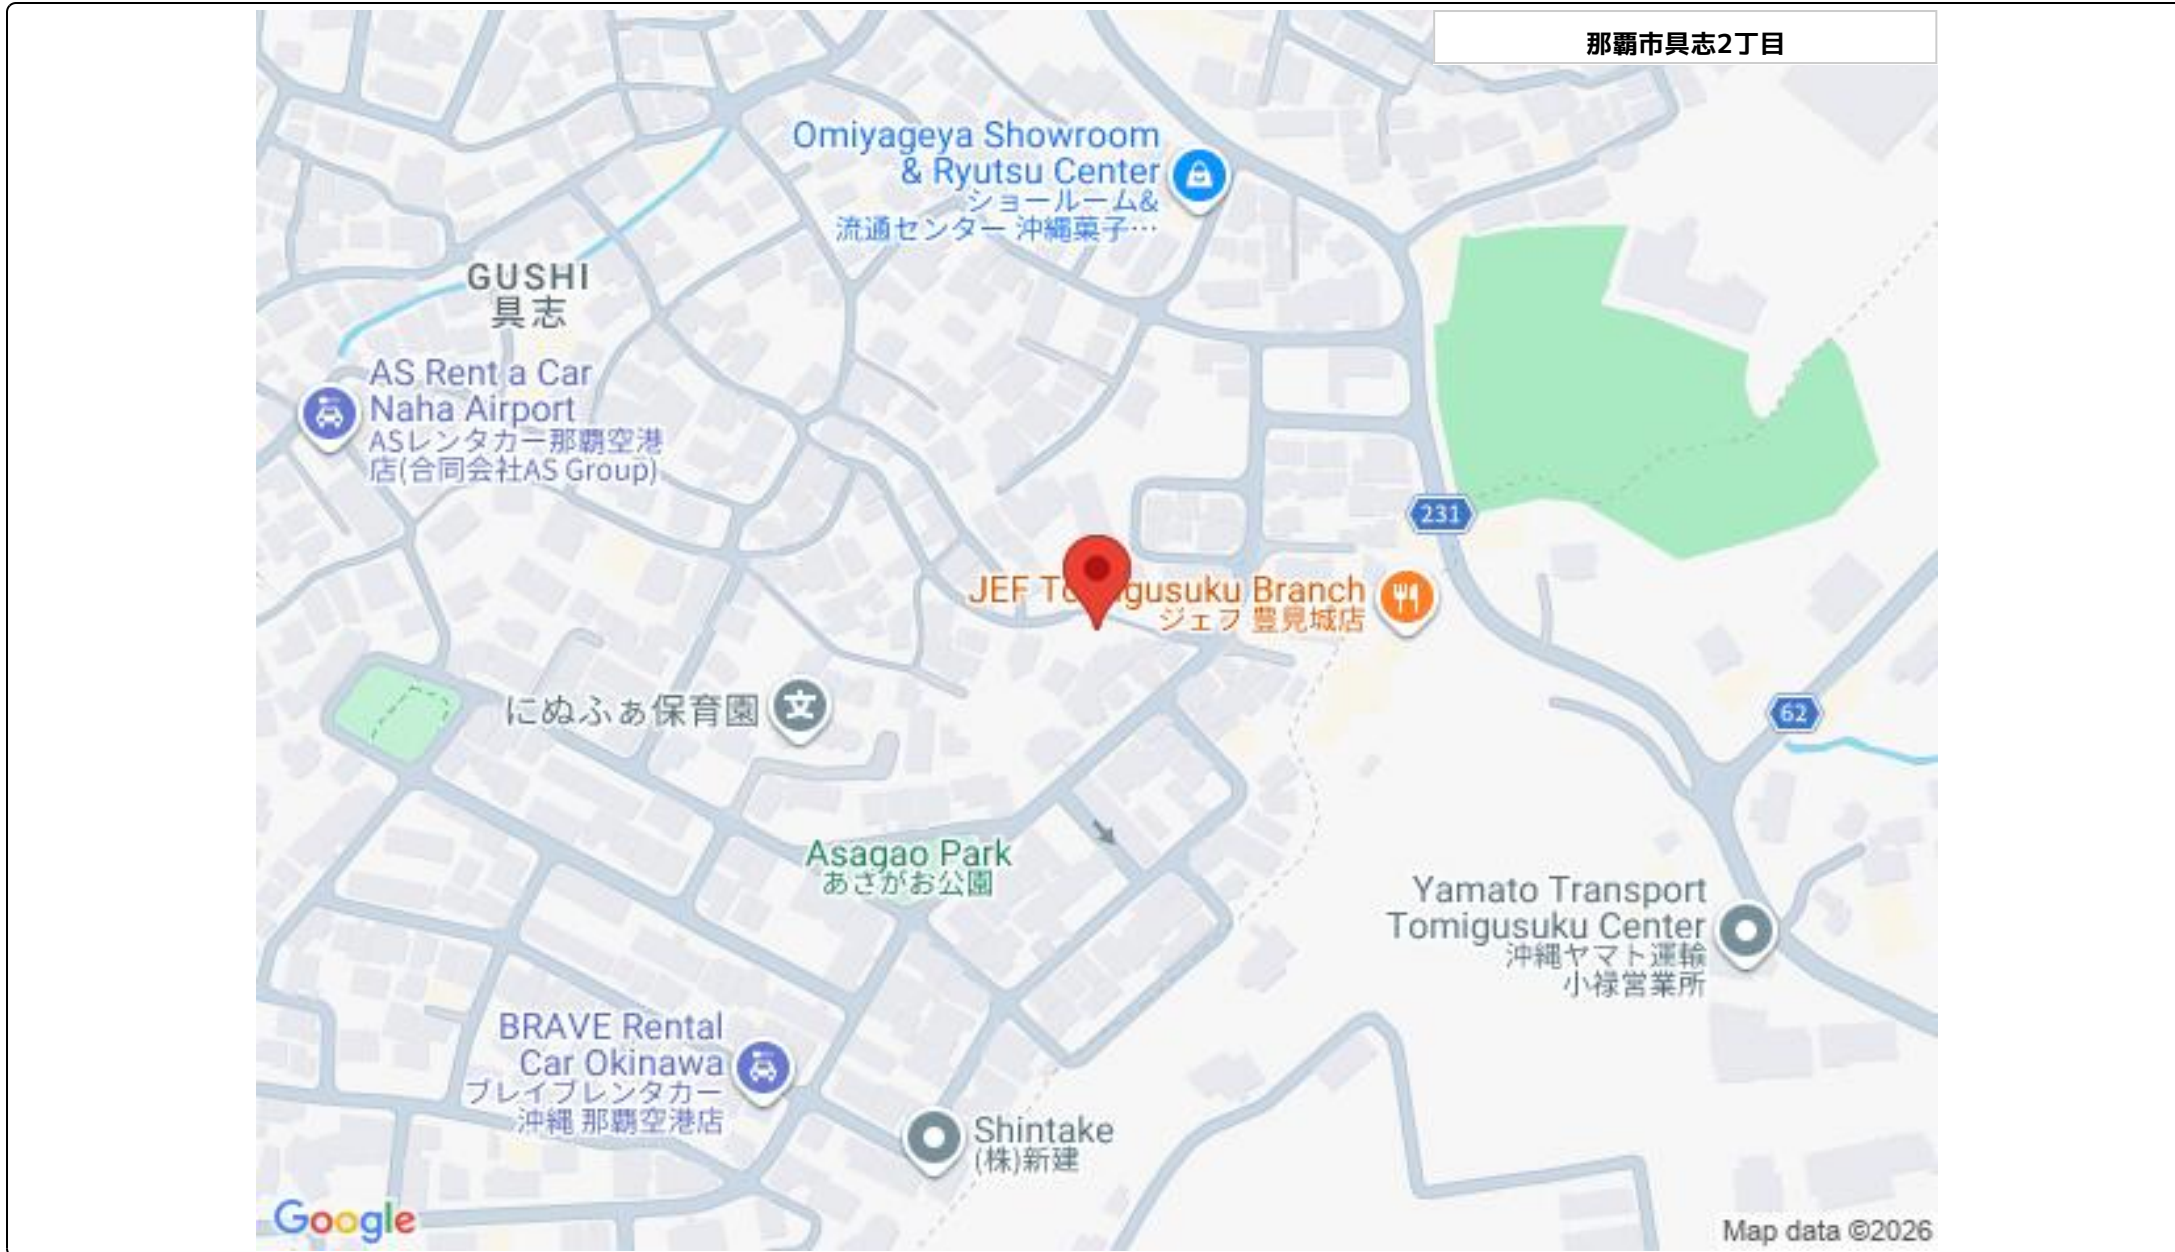 那覇市具志2丁目
Omiyageya Showroom
& Ryutsu Center
ショールーム&
流通センター 沖縄菓子…
GUSHI
具志
AS Rent a Car
Naha Airport
ASレンタカー那覇空港
店(合同会社AS Group)
231
JEF Tomigusuku Branch
ジェフ 豊見城店
にぬふぁ保育園
文
62
Asagao Park
あさがお公園
Yamato Transport
Tomigusuku Center
沖縄ヤマト運輸
小禄営業所
BRAVE Rental
Car Okinawa
ブレイブレンタカー
沖縄 那覇空港店
Shintake
(株)新建
Google
Map data ©2026